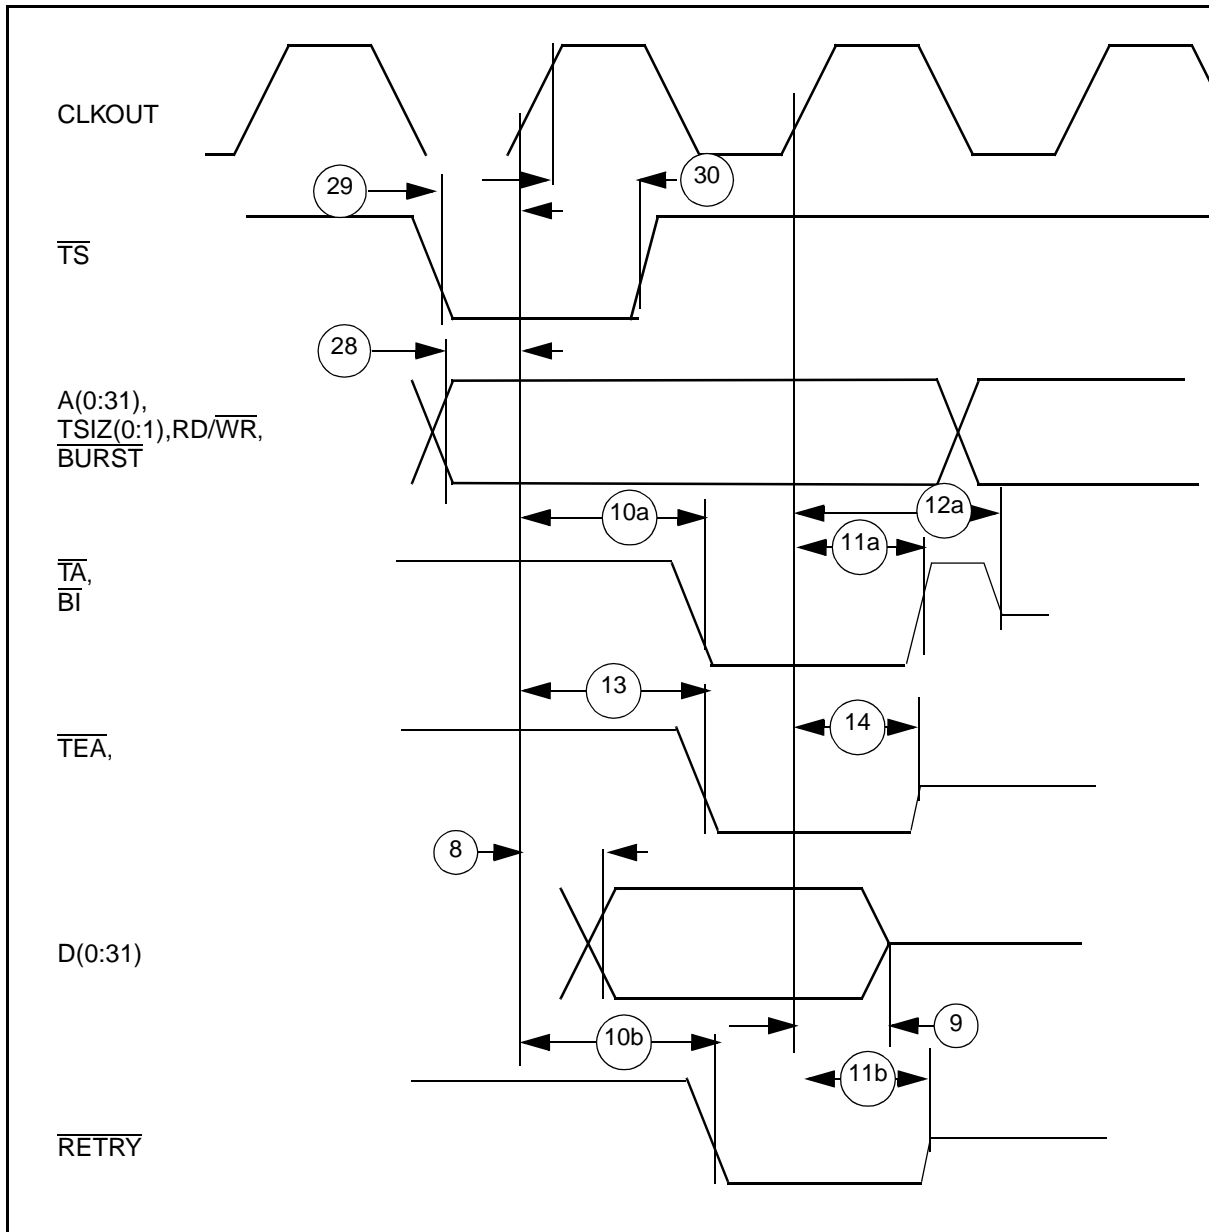 CLKOUT
29
30
TS
28
A(0:31),
TSIZ(0:1),RD/WR,
BURST
12a
10a
11a
TA,
BI
13
14
TEA,
8
D(0:31)
9
10b
11b
RETRY